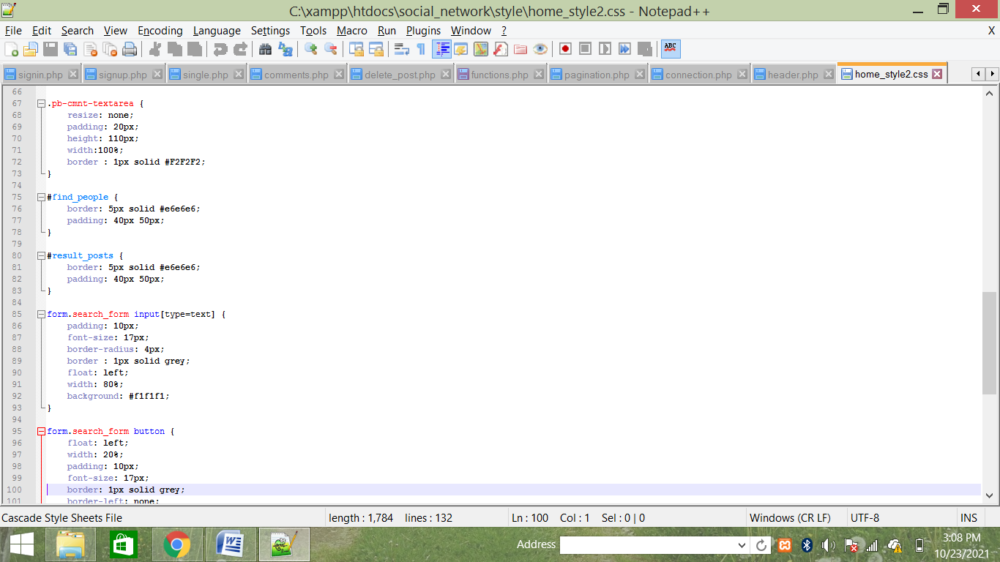 C:\xampp\htdocs\social_network\style\home_style2.css - Notepad++
File Edit Search View Encoding Language Settings Tools Macro Run Plugins Window ? X
ABC
signin.php signup.php single.php comments.php delete_post.php functions.php pagination.php connection.php header.php home_style2.css
66
67 .pb-cmnt-textarea {
68 resize: none;
69 padding: 20px;
70 height: 110px;
71 width:100%;
72 border : 1px solid #F2F2F2;
73 }
74
75 #find_people {
76 border: 5px solid #e6e6e6;
77 padding: 40px 50px;
78 }
79
80 #result_posts {
81 border: 5px solid #e6e6e6;
82 padding: 40px 50px;
83 }
84
85 form.search_form input[type=text] {
86 padding: 10px;
87 font-size: 17px;
88 border-radius: 4px;
89 border : 1px solid grey;
90 float: left;
91 width: 80%;
92 background: #f1f1f1;
93 }
94
95 form.search_form button {
96 float: left;
97 width: 20%;
98 padding: 10px;
99 font-size: 17px;
100 border: 1px solid grey;
101 border-left: none;
Cascade Style Sheets File length : 1,784 lines : 132 Ln : 100 Col : 1 Sel : 0 | 0 Windows (CR LF) UTF-8 INS
Address
3:08 PM
10/23/2021